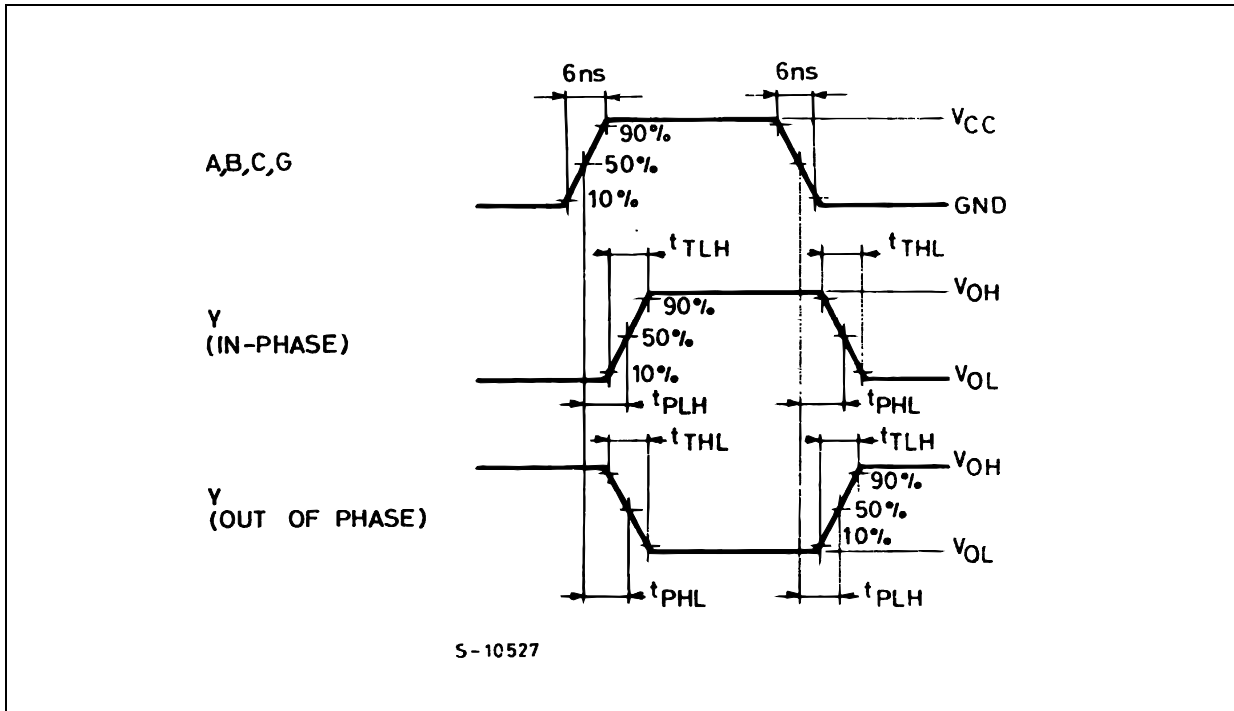 6ns 6ns
VCC
90%
A,B,C,G
50%
10%
GND
tTLH tTHL
VOH
90%
Y
(IN-PHASE)
50%
10%
VOL
tPLH tPHL
tTHL tTLH
VOH
90%
Y
(OUT OF PHASE)
50%
10%
VOL
tPHL tPLH
S-10527